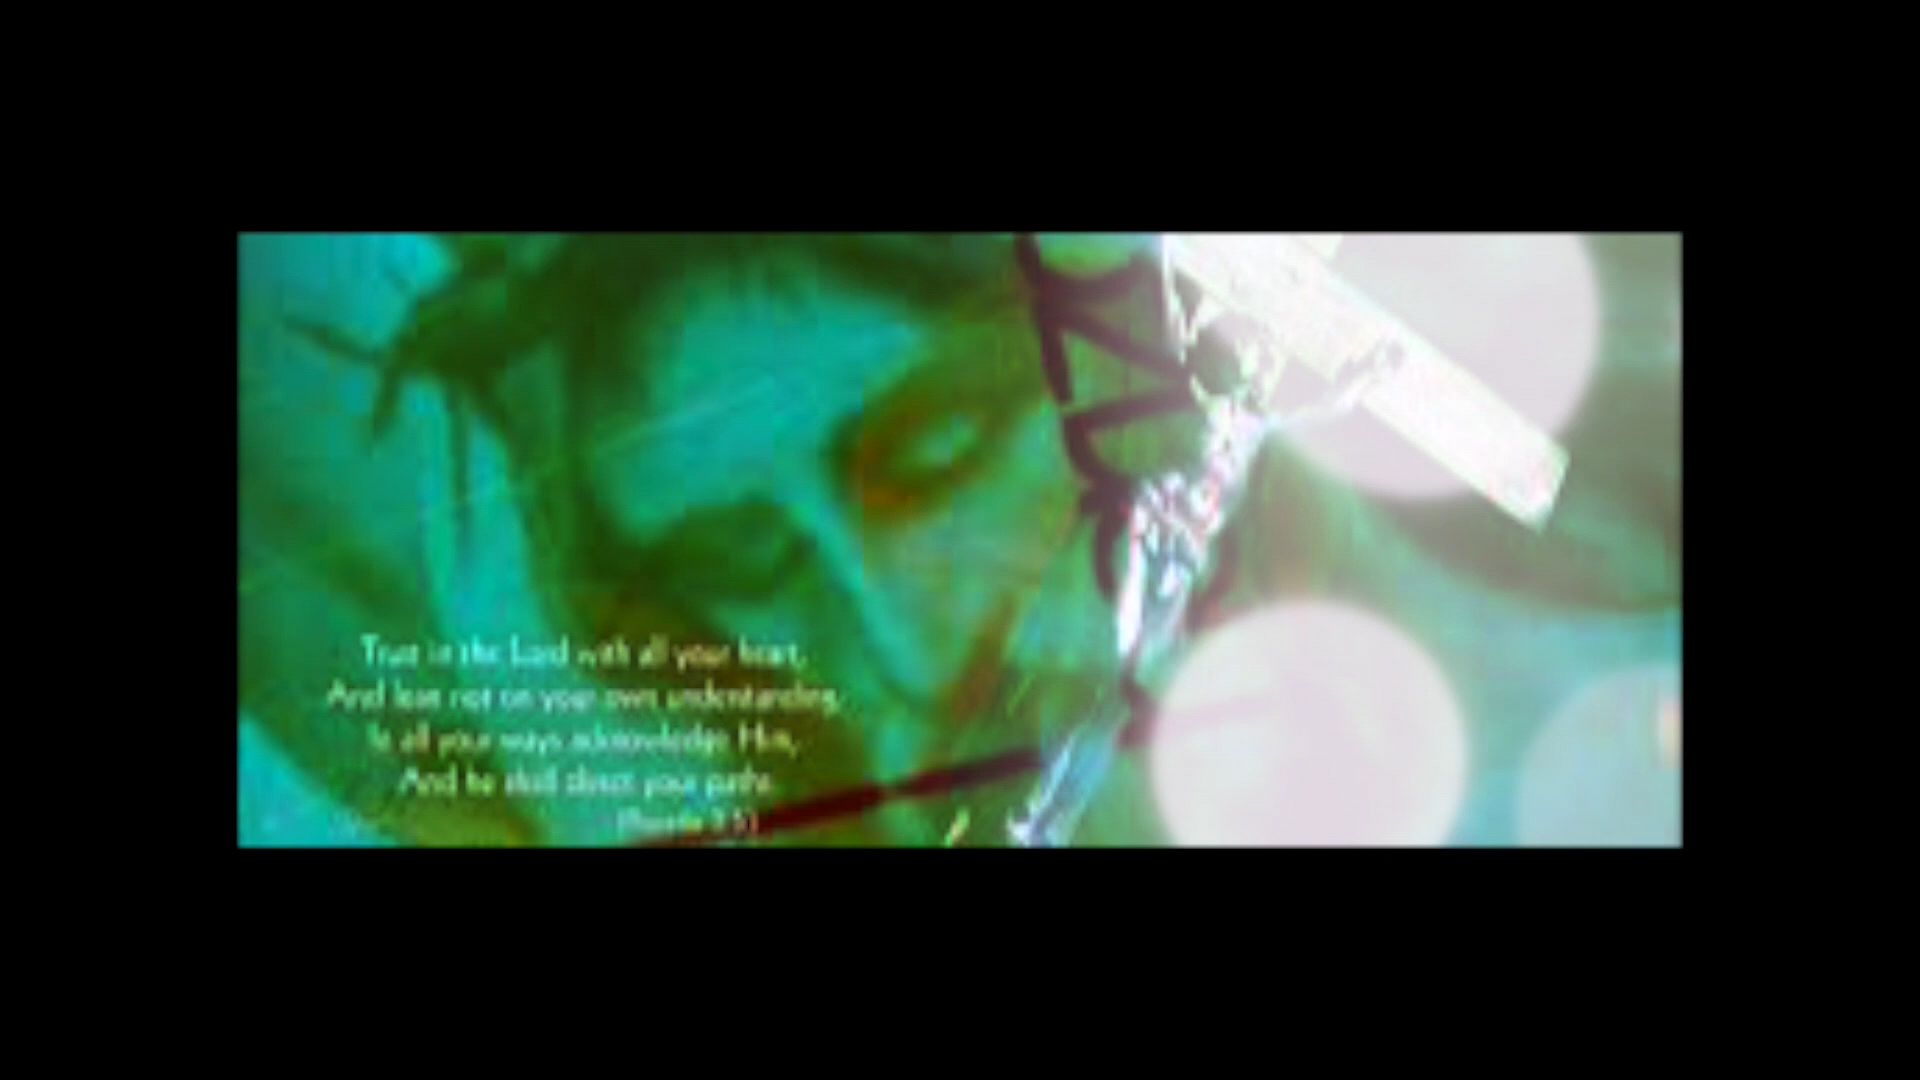 Trust in the Lord with all your heart,
And lean not on your own understanding,
In all your ways acknowledge Him,
And he shall direct your paths.